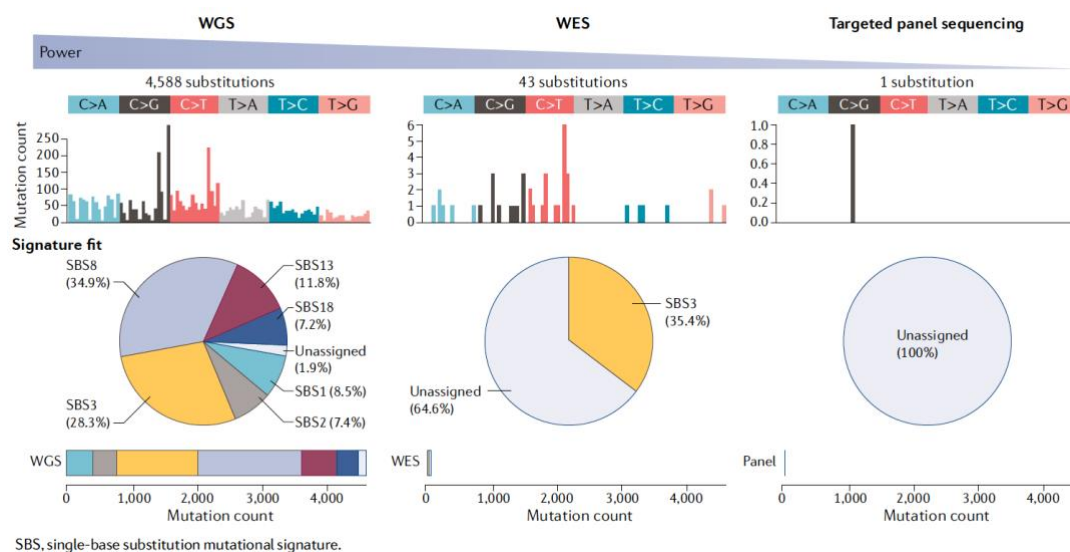 WGS
WES
Targeted panel sequencing
Power
4,588 substitutions
43 substitutions
1 substitution
C>A C>G C>T T>A T>C T>G
C>A C>G C>T T>A T>C T>G
C>A C>G C>T T>A T>C T>G
Mutation count
250
200
150
100
50
0
6
5
4
3
2
1
0
1.0
0.8
0.6
0.4
0.2
0.0
Signature fit
SBS8
(34.9%)
SBS13
(11.8%)
SBS18
(7.2%)
Unassigned
(1.9%)
SBS1 (8.5%)
SBS2 (7.4%)
SBS3
(28.3%)
SBS3
(35.4%)
Unassigned
(64.6%)
Unassigned
(100%)
WGS
0 1,000 2,000 3,000 4,000
Mutation count
WES
0 1,000 2,000 3,000 4,000
Mutation count
Panel
0 1,000 2,000 3,000 4,000
Mutation count
SBS, single-base substitution mutational signature.